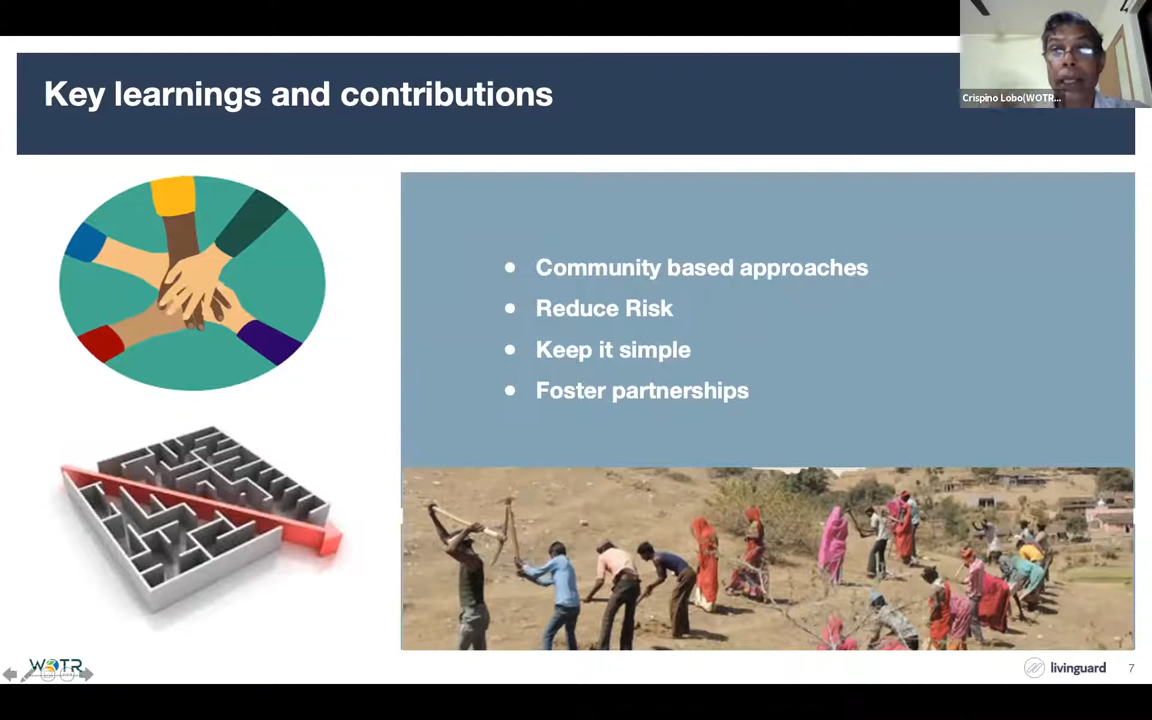 Key learnings and contributions
Crispino Lobo(WOTR...
Community based approaches
Reduce Risk
Keep it simple
Foster partnerships
WOTR
livinguard
7